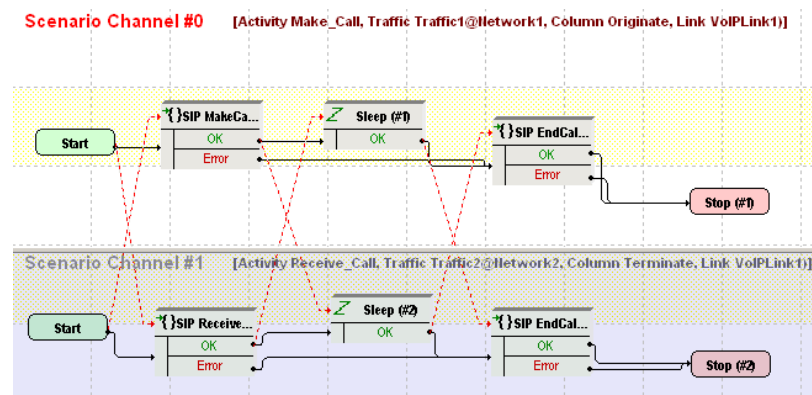 Scenario Channel #0 [Activity Make_Call, Traffic Traffic1@Network1, Column Originate, Link VoIPLink1)]
Start
{}SIP MakeCa...
OK
Error
Sleep (#1)
OK
{}SIP EndCal...
OK
Error
Stop (#1)
Scenario Channel #1 [Activity Receive_Call, Traffic Traffic2@Network2, Column Terminate, Link VoIPLink1)]
Start
{}SIP Receive...
OK
Error
Sleep (#2)
OK
{}SIP EndCal...
OK
Error
Stop (#2)